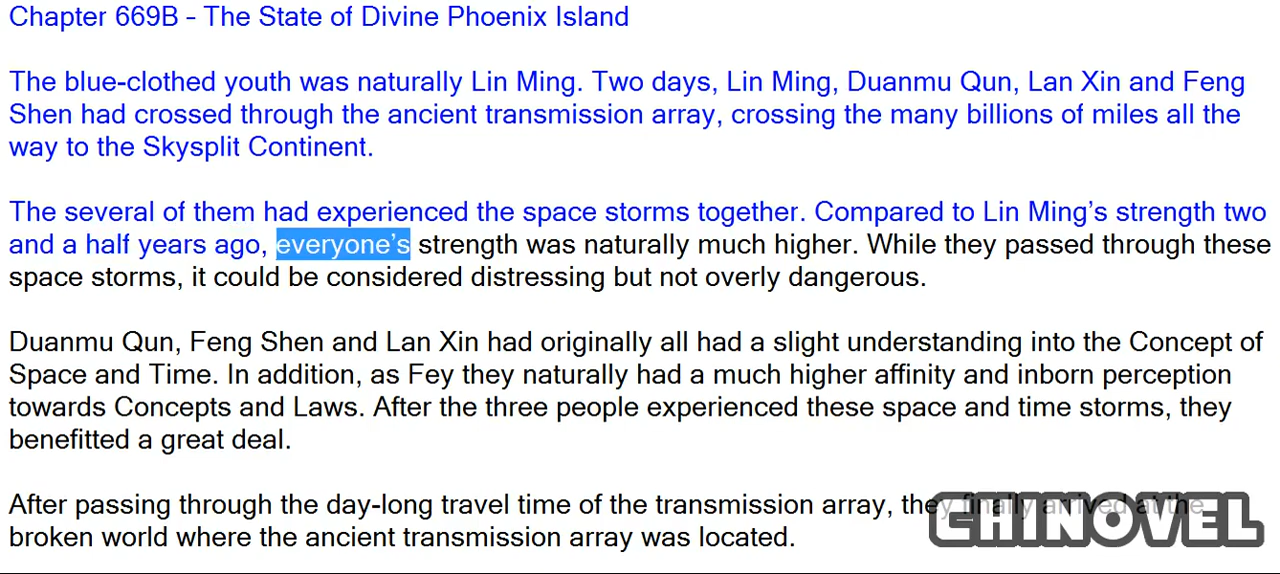 Chapter 669B – The State of Divine Phoenix Island
The blue-clothed youth was naturally Lin Ming. Two days, Lin Ming, Duanmu Qun, Lan Xin and Feng
Shen had crossed through the ancient transmission array, crossing the many billions of miles all the
way to the Skysplit Continent.
The several of them had experienced the space storms together. Compared to Lin Ming’s strength two
and a half years ago, everyone’s strength was naturally much higher. While they passed through these
space storms, it could be considered distressing but not overly dangerous.
Duanmu Qun, Feng Shen and Lan Xin had originally all had a slight understanding into the Concept of
Space and Time. In addition, as Fey they naturally had a much higher affinity and inborn perception
towards Concepts and Laws. After the three people experienced these space and time storms, they
benefitted a great deal.
After passing through the day-long travel time of the transmission array, they finally arrived at the
broken world where the ancient transmission array was located.
CHINOVEL